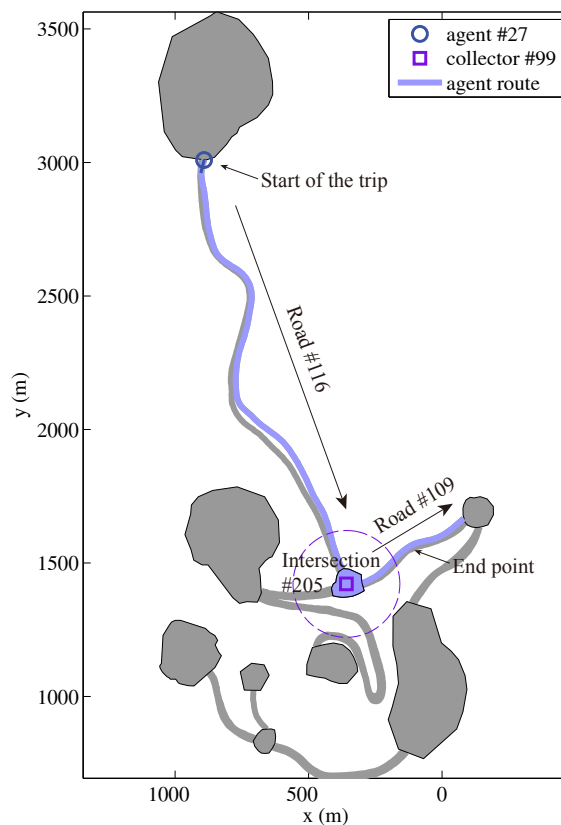 agent #27
collector #99
agent route
3500
3000
2500
2000
1500
1000
y (m)
Start of the trip
Road #116
Road #109
Intersection
#205
End point
1000
500
0
x (m)